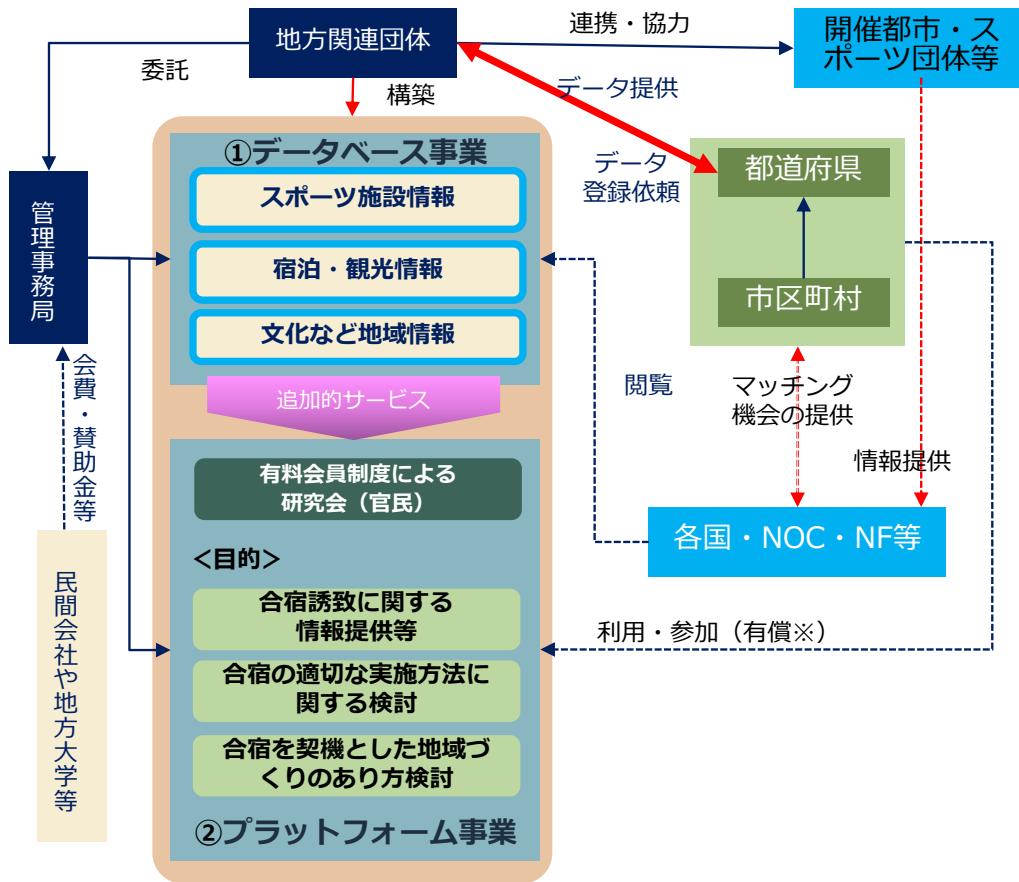 地方関連団体
連携・協力
開催都市・ス
ポーツ団体等
委託
構築
データ提供
①データベース事業
スポーツ施設情報
宿泊・観光情報
文化など地域情報
データ
登録依頼
都道府県
市区町村
管理事務局
追加的サービス
閲覧
マッチング
機会の提供
情報提供
会費・賛助金等
有料会員制度による
研究会（官民）
各国・NOC・NF等
<目的>
民間会社や地方大学等
合宿誘致に関する
情報提供等
利用・参加（有償※）
合宿の適切な実施方法に
関する検討
合宿を契機とした地域づ
くりのあり方検討
②プラットフォーム事業